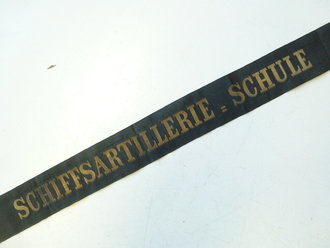 SCHIFFSARTILLERIE = SCHULE